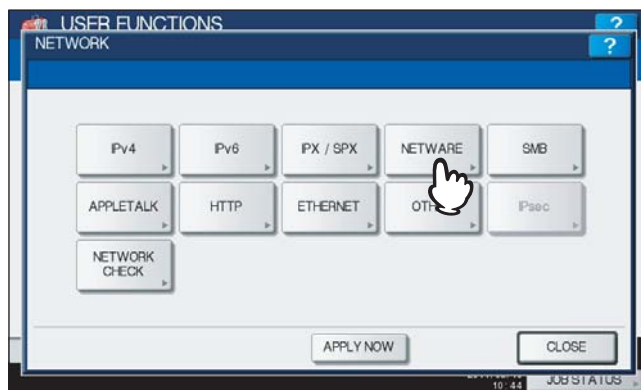 USER FUNCTIONS ?
NETWORK ?
IPv4 IPv6 IPX / SPX NETWARE SMB
APPLETALK HTTP ETHERNET IPsec
NETWORK
CHECK
APPLY NOW CLOSE
10:44 JOB STATUS